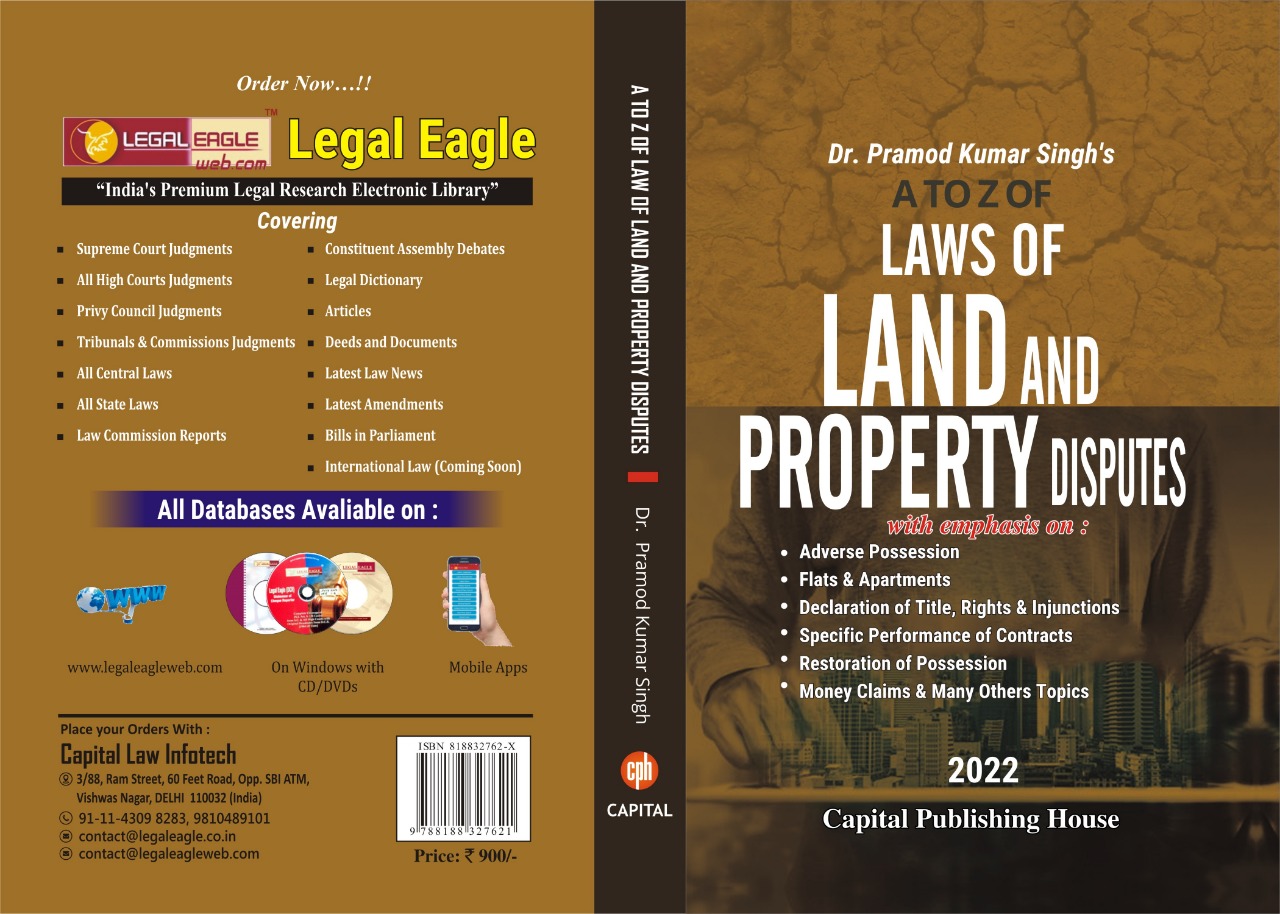 Order Now...!!
LEGAL EAGLE TM
web.com
Legal Eagle
“India's Premium Legal Research Electronic Library”
Covering
Supreme Court Judgments
All High Courts Judgments
Privy Council Judgments
Tribunals & Commissions Judgments
All Central Laws
All State Laws
Law Commission Reports
Constituent Assembly Debates
Legal Dictionary
Articles
Deeds and Documents
Latest Law News
Latest Amendments
Bills in Parliament
International Law (Coming Soon)
All Databases Avaliable on :
www
www.legaleagleweb.com
On Windows with
CD/DVDs
Mobile Apps
Place your Orders With :
Capital Law Infotech
3/88, Ram Street, 60 Feet Road, Opp. SBI ATM,
Vishwas Nagar, DELHI 110032 (India)
91-11-4309 8283, 9810489101
contact@legaleagle.co.in
contact@legaleagleweb.com
ISBN 818832762-X
9 788188 327621
Price: ₹ 900/-
A TO Z OF LAW OF LAND AND PROPERTY DISPUTES
Dr. Pramod Kumar Singh
cph
CAPITAL
Dr. Pramod Kumar Singh's
A TO Z OF
LAWS OF
LAND AND
PROPERTY DISPUTES
with emphasis on :
• Adverse Possession
• Flats & Apartments
• Declaration of Title, Rights & Injunctions
• Specific Performance of Contracts
• Restoration of Possession
• Money Claims & Many Others Topics
2022
Capital Publishing House